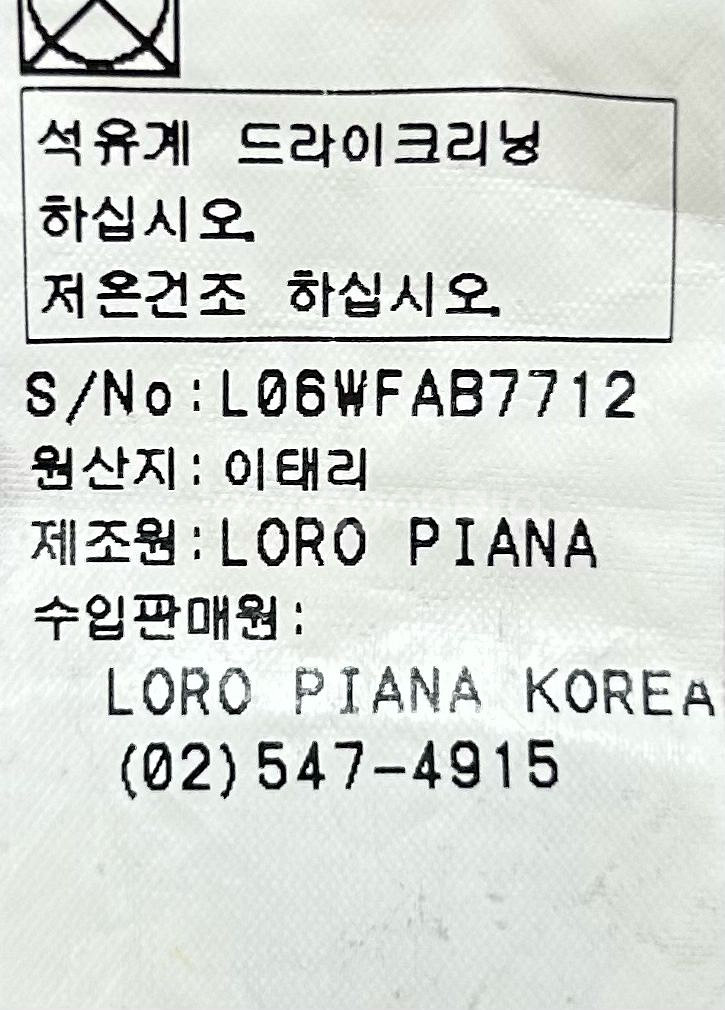 석유계 드라이크리닝
하십시오.
저온건조 하십시오.
S/No:L06WFAB7712
원산지:이태리
제조원:LORO PIANA
수입판매원:
LORO PIANA KOREA
(02)547-4915